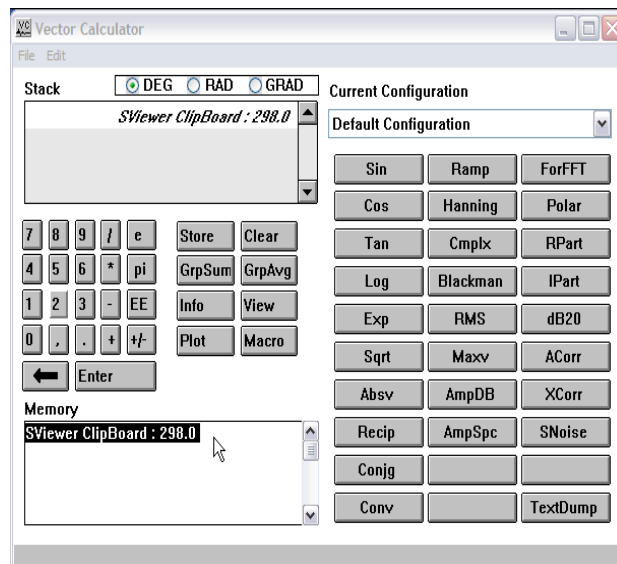 Vector Calculator
File Edit
Stack
DEG RAD GRAD
SViewer ClipBoard : 298.0
7 8 9 / e
Store Clear
4 5 6 * pi
GrpSum GrpAvg
1 2 3 - EE
Info View
0 , . + +/-
Plot Macro
Enter
Memory
SViewer ClipBoard : 298.0
Current Configuration
Default Configuration
Sin Ramp ForFFT
Cos Hanning Polar
Tan Cmplx RPart
Log Blackman IPart
Exp RMS dB20
Sqrt Maxv ACorr
Absv AmpDB XCorr
Recip AmpSpc SNoise
Conjg
Conv TextDump